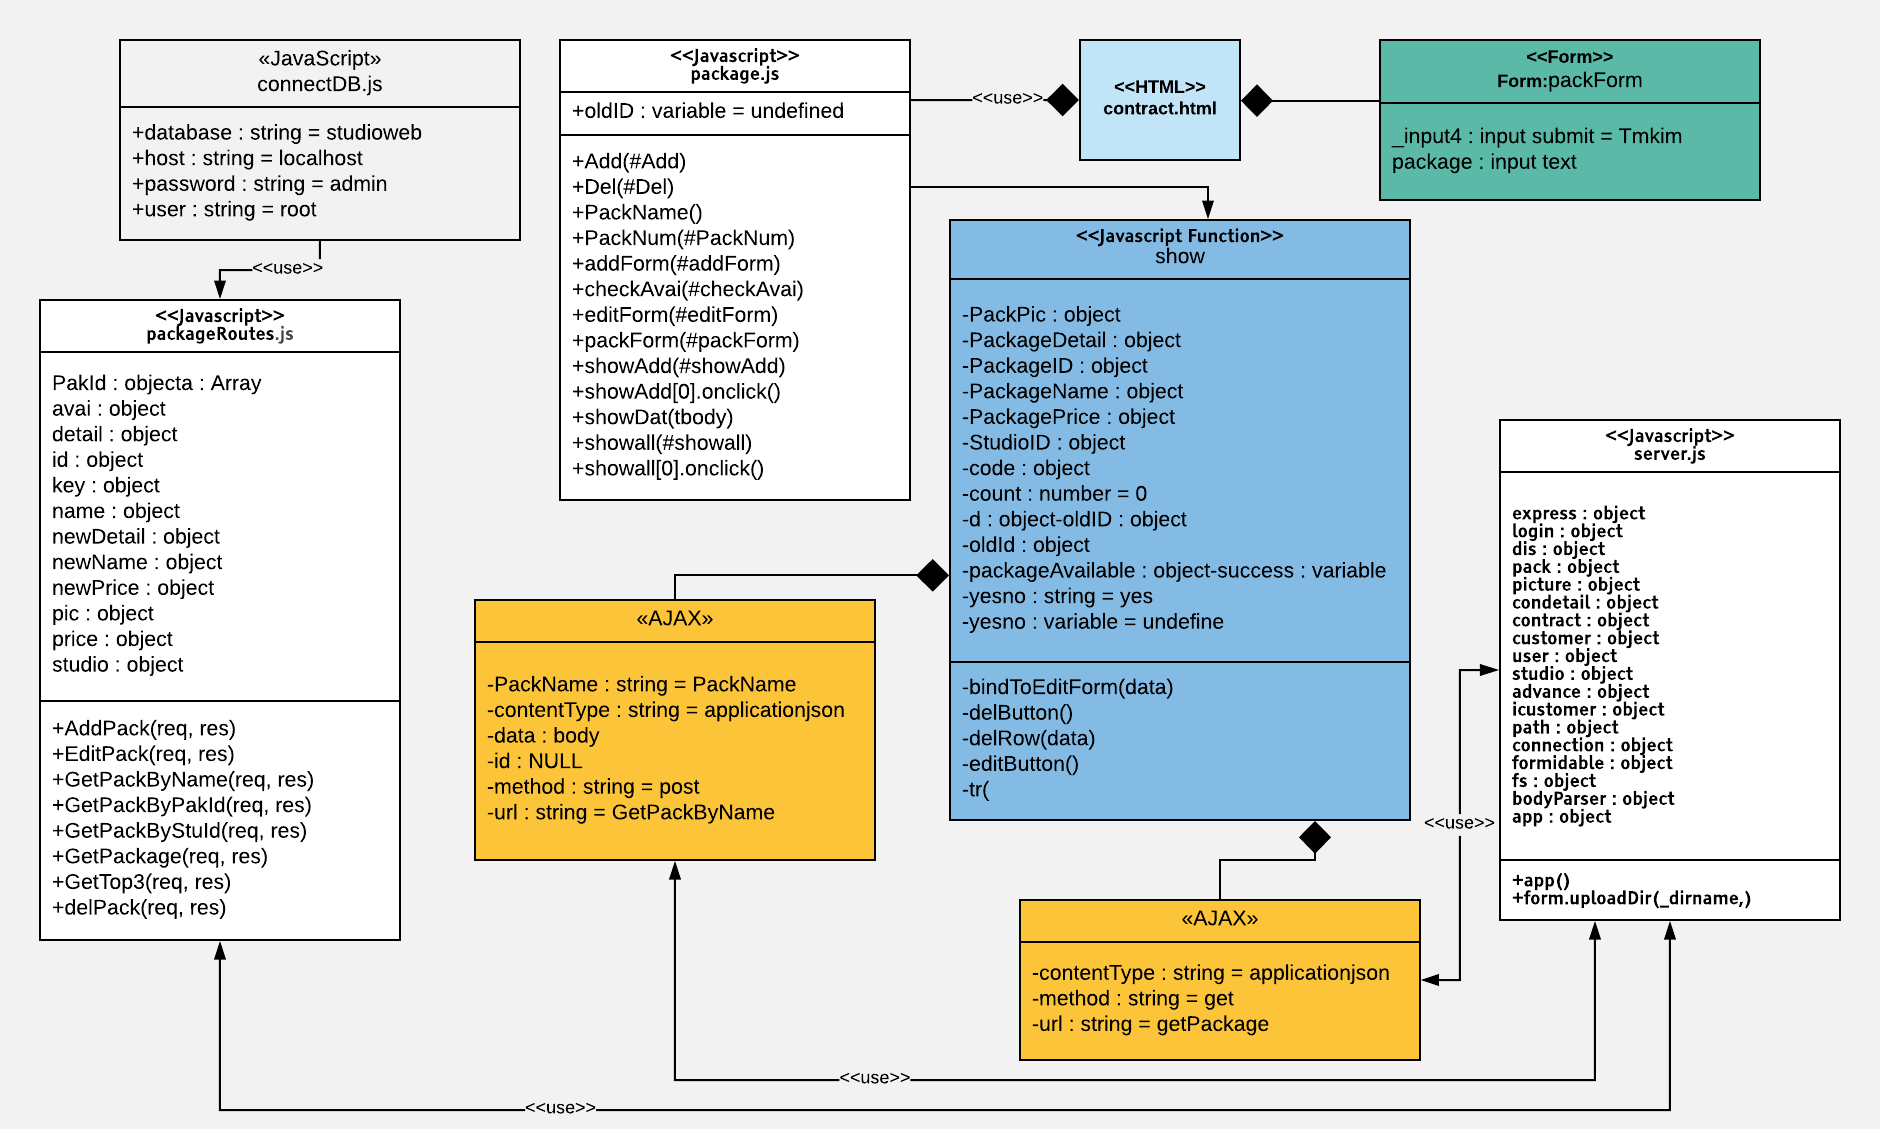 «JavaScript»
connectDB.js
+database : string = studioweb
+host : string = localhost
+password : string = admin
+user : string = root
<<use>>
<<Javascript>>
packageRoutes.js
PakId : objecta : Array
avai : object
detail : object
id : object
key : object
name : object
newDetail : object
newName : object
newPrice : object
pic : object
price : object
studio : object
+AddPack(req, res)
+EditPack(req, res)
+GetPackByName(req, res)
+GetPackByPakId(req, res)
+GetPackByStuId(req, res)
+GetPackage(req, res)
+GetTop3(req, res)
+delPack(req, res)
<<Javascript>>
package.js
+oldID : variable = undefined
+Add(#Add)
+Del(#Del)
+PackName()
+PackNum(#PackNum)
+addForm(#addForm)
+checkAvai(#checkAvai)
+editForm(#editForm)
+packForm(#packForm)
+showAdd(#showAdd)
+showAdd[0].onclick()
+showDat(tbody)
+showall(#showall)
+showall[0].onclick()
<<use>>
<<HTML>>
contract.html
<<Form>>
Form:packForm
_input4 : input submit = Tmkim
package : input text
<<Javascript Function>>
show
-PackPic : object
-PackageDetail : object
-PackageID : object
-PackageName : object
-PackagePrice : object
-StudioID : object
-code : object
-count : number = 0
-d : object-oldID : object
-oldId : object
-packageAvailable : object-success : variable
-yesno : string = yes
-yesno : variable = undefine
-bindToEditForm(data)
-delButton()
-delRow(data)
-editButton()
-tr(
«AJAX»
-PackName : string = PackName
-contentType : string = applicationjson
-data : body
-id : NULL
-method : string = post
-url : string = GetPackByName
«AJAX»
-contentType : string = applicationjson
-method : string = get
-url : string = getPackage
<<use>>
<<Javascript>>
server.js
express : object
login : object
dis : object
pack : object
picture : object
condetail : object
contract : object
customer : object
user : object
studio : object
advance : object
icustomer : object
path : object
connection : object
formidable : object
fs : object
bodyParser : object
app : object
+app()
+form.uploadDir(_dirname,)
<<use>>
<<use>>